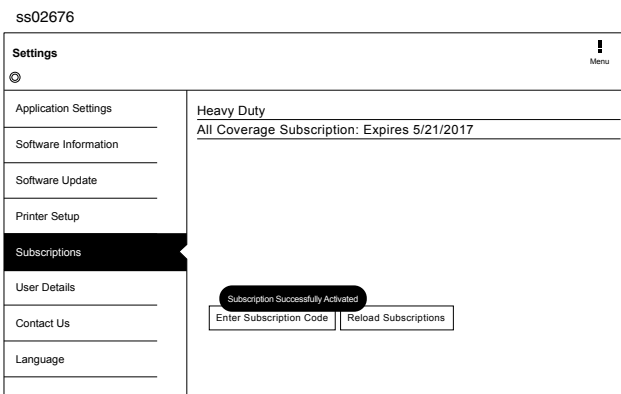 ss02676
Settings
Menu
Application Settings
Software Information
Software Update
Printer Setup
Subscriptions
User Details
Contact Us
Language
Heavy Duty
All Coverage Subscription: Expires 5/21/2017
Subscription Successfully Activated
Enter Subscription Code
Reload Subscriptions